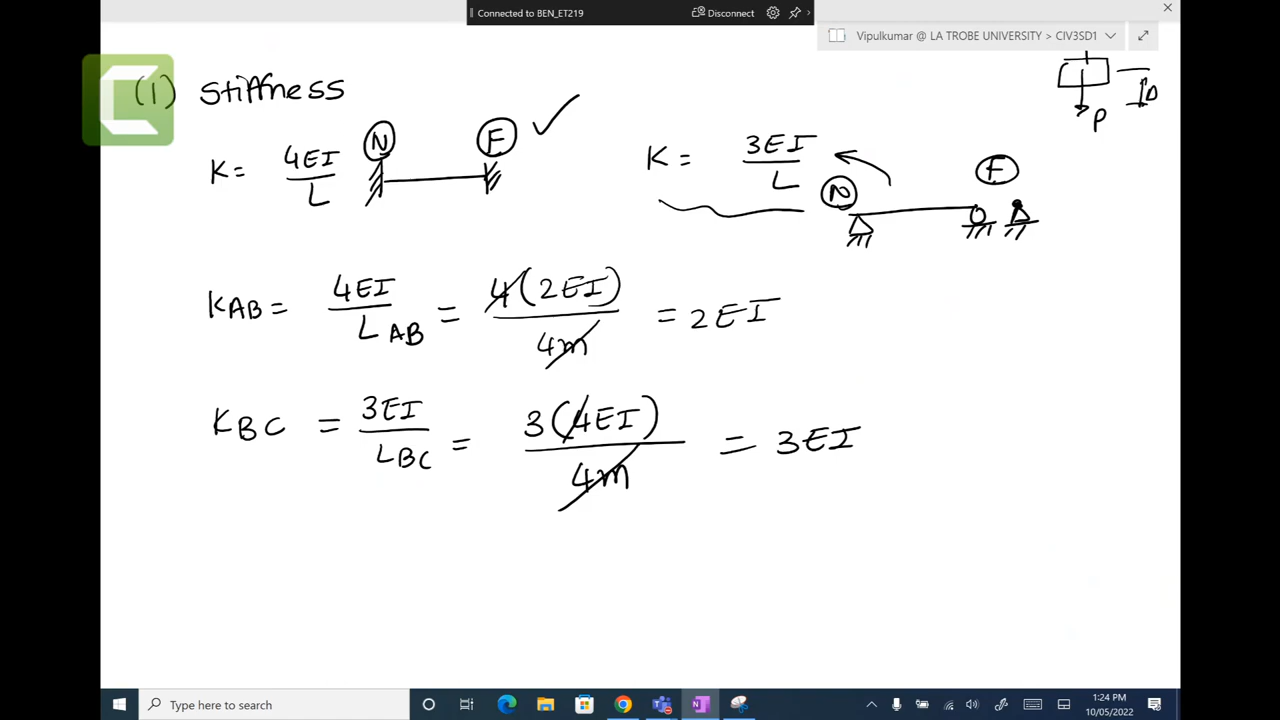 Connected to BEN_ET219 Disconnect
Vipulkumar @ LA TROBE UNIVERSITY > CIV3SD1
(1) Stiffness
P
Δ
K = 4EI/L N F ✓
K = 3EI/L N F
KAB = 4EI/LAB = 4(2EI)/4m = 2EI
KBC = 3EI/LBC = 3(4EI)/4m = 3EI
Type here to search
1:24 PM
10/05/2022